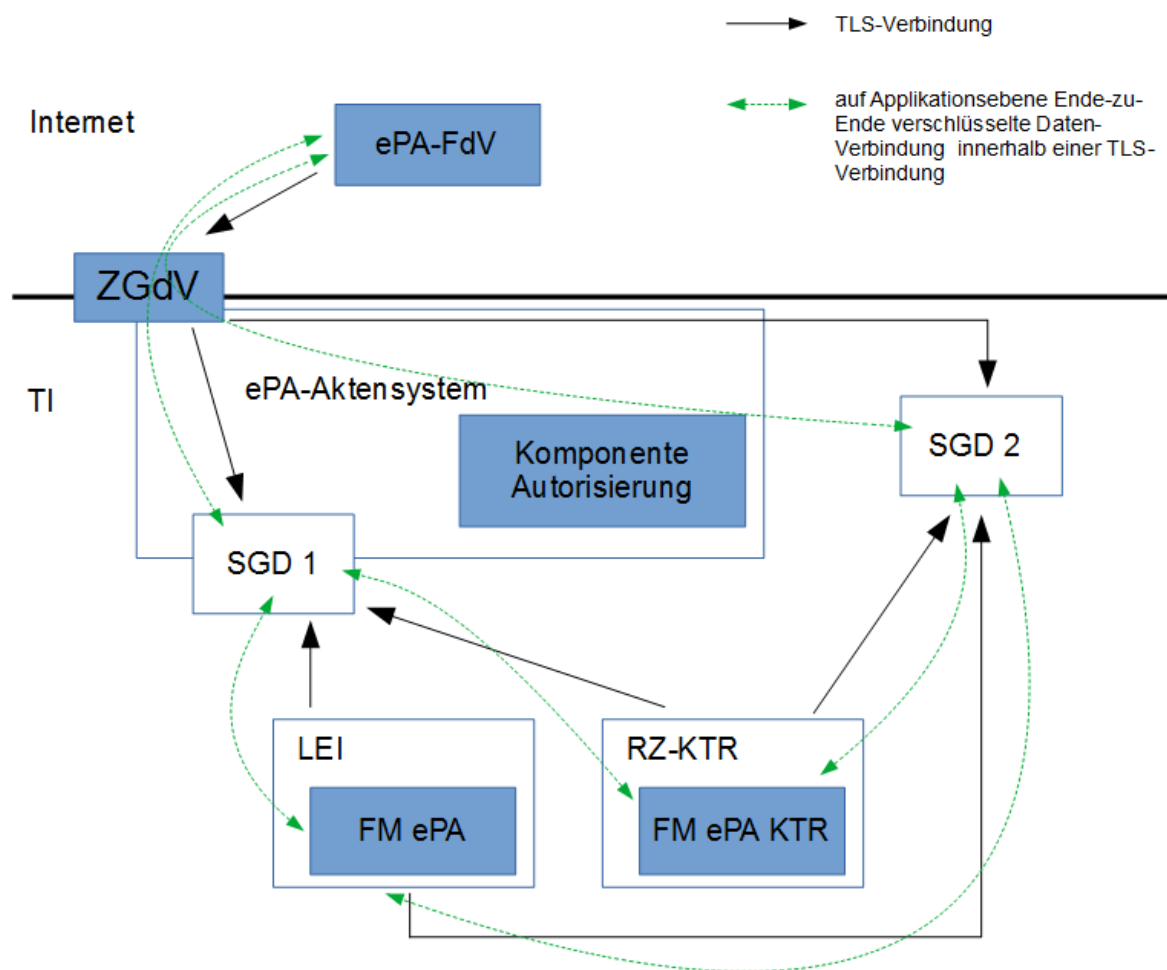 TLS-Verbindung
auf Applikationsebene Ende-zu-
Ende verschlüsselte Daten-
Verbindung innerhalb einer TLS-
Verbindung
Internet
ePA-FdV
ZGdV
TI
ePA-Aktensystem
Komponente
Autorisierung
SGD 2
SGD 1
LEI
FM ePA
RZ-KTR
FM ePA KTR